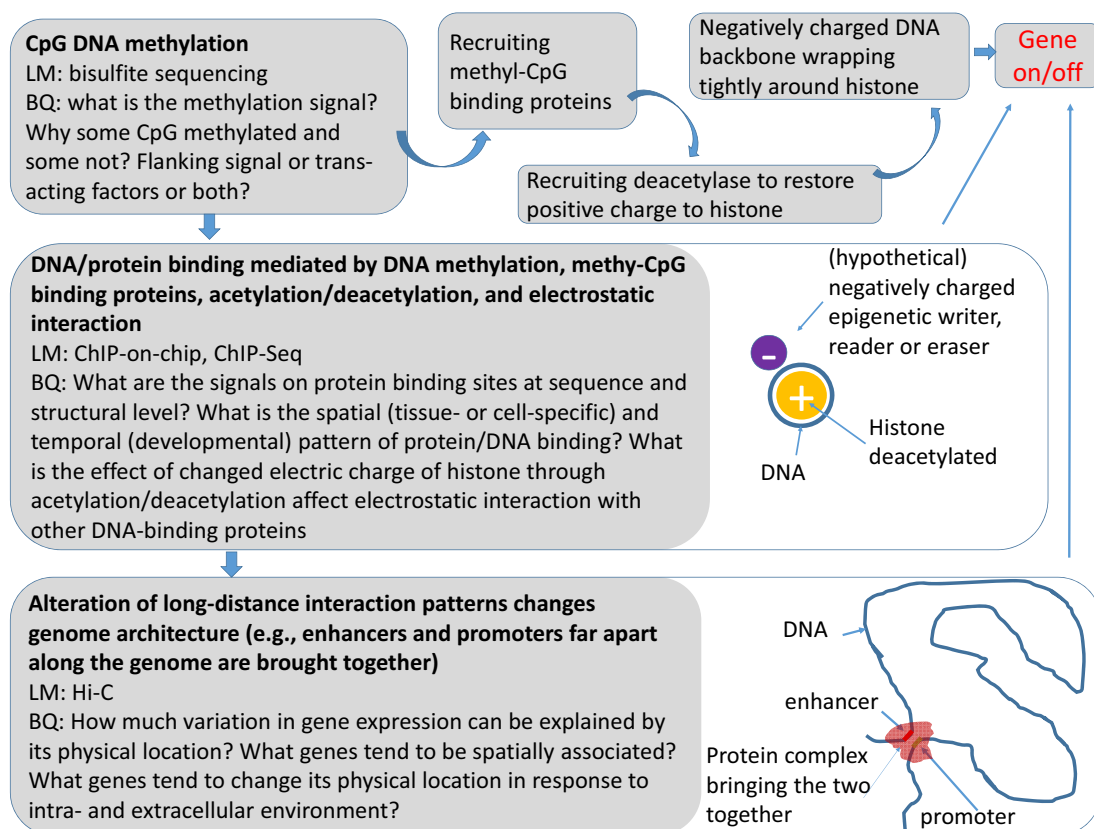 CpG DNA methylation
LM: bisulfite sequencing
BQ: what is the methylation signal?
Why some CpG methylated and
some not? Flanking signal or trans-
acting factors or both?
Recruiting
methyl-CpG
binding proteins
Recruiting deacetylase to restore
positive charge to histone
Negatively charged DNA
backbone wrapping
tightly around histone
Gene
on/off
DNA/protein binding mediated by DNA methylation, methy-CpG
binding proteins, acetylation/deacetylation, and electrostatic
interaction
LM: ChIP-on-chip, ChIP-Seq
BQ: What are the signals on protein binding sites at sequence and
structural level? What is the spatial (tissue- or cell-specific) and
temporal (developmental) pattern of protein/DNA binding? What
is the effect of changed electric charge of histone through
acetylation/deacetylation affect electrostatic interaction with
other DNA-binding proteins
(hypothetical)
negatively charged
epigenetic writer,
reader or eraser
-
+
Histone
deacetylated
DNA
Alteration of long-distance interaction patterns changes
genome architecture (e.g., enhancers and promoters far apart
along the genome are brought together)
LM: Hi-C
BQ: How much variation in gene expression can be explained by
its physical location? What genes tend to be spatially associated?
What genes tend to change its physical location in response to
intra- and extracellular environment?
DNA
enhancer
Protein complex
bringing the two
together
promoter